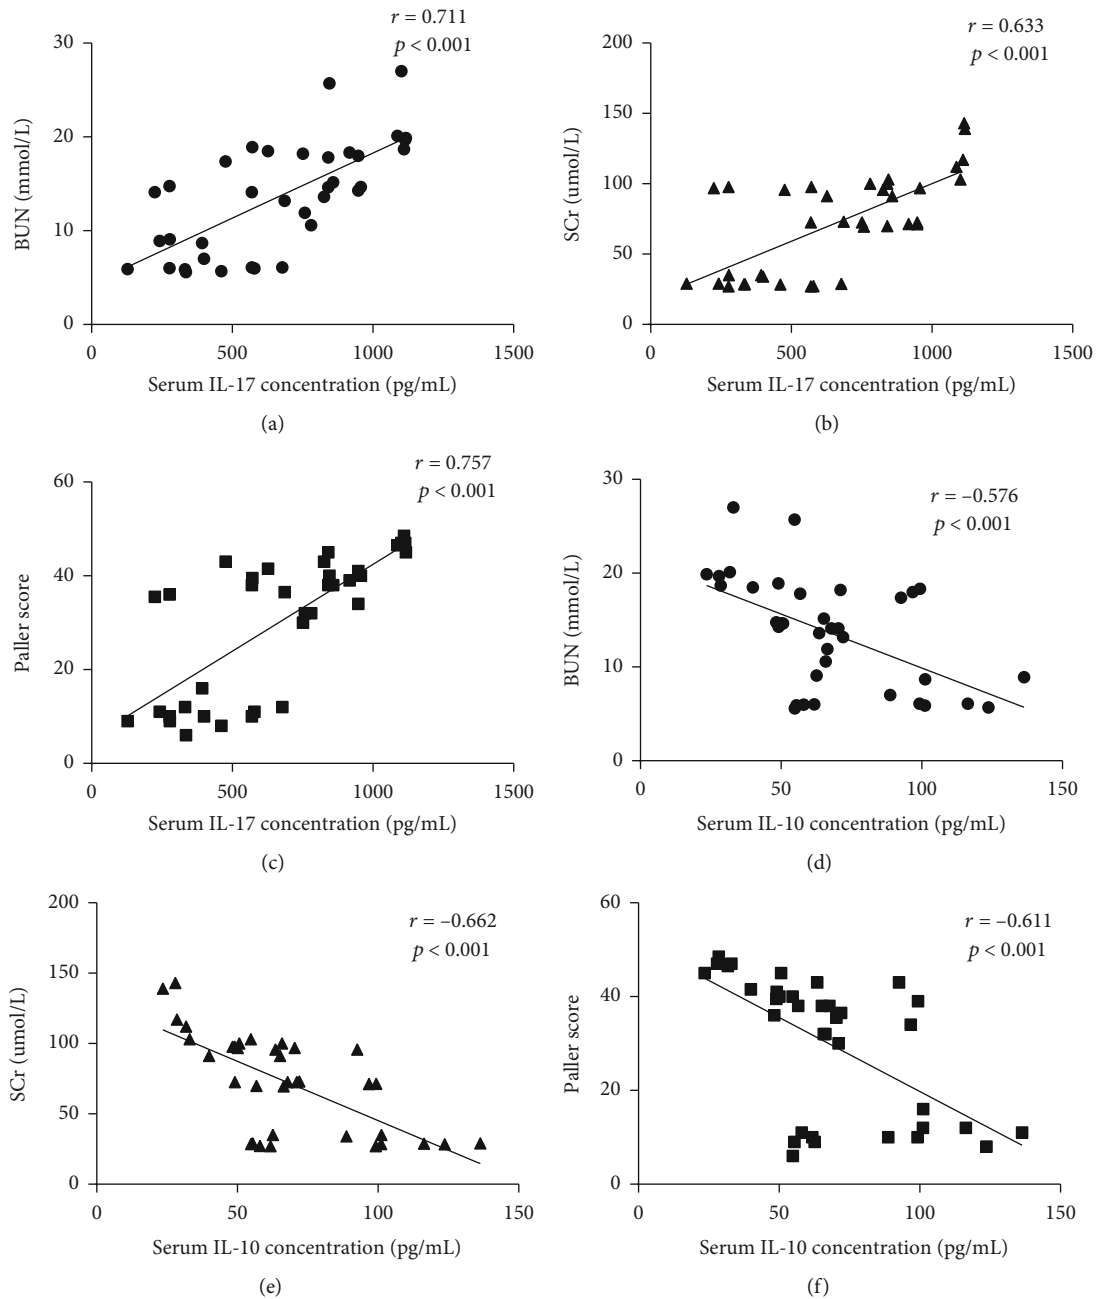 r = 0.711
p < 0.001
30
20
10
0
BUN (mmol/L)
0 500 1000 1500
Serum IL-17 concentration (pg/mL)
(a)
r = 0.633
p < 0.001
200
150
100
50
0
SCr (umol/L)
0 500 1000 1500
Serum IL-17 concentration (pg/mL)
(b)
r = 0.757
p < 0.001
60
40
20
0
Paller score
0 500 1000 1500
Serum IL-17 concentration (pg/mL)
(c)
r = –0.576
p < 0.001
30
20
10
0
BUN (mmol/L)
0 50 100 150
Serum IL-10 concentration (pg/mL)
(d)
r = –0.662
p < 0.001
200
150
100
50
0
SCr (umol/L)
0 50 100 150
Serum IL-10 concentration (pg/mL)
(e)
r = –0.611
p < 0.001
60
40
20
0
Paller score
0 50 100 150
Serum IL-10 concentration (pg/mL)
(f)